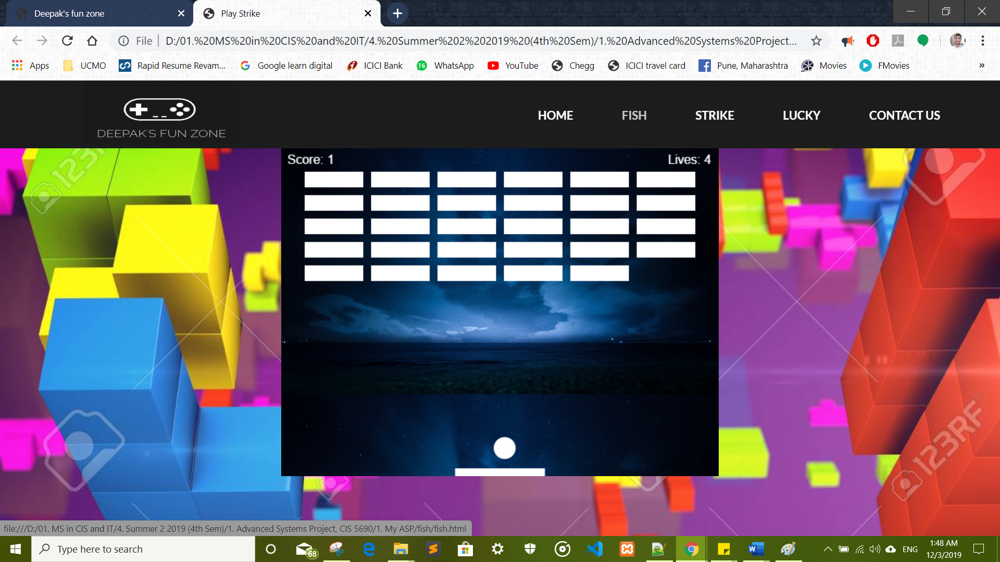 Deepak's fun zone
Play Strike
File D:/01.%20MS%20in%20CIS%20and%20IT/4.%20Summer%202%202019%20(4th%20Sem)/1.%20Advanced%20Systems%20Project...
Apps UCMO Rapid Resume Revam... Google learn digital ICICI Bank 16 WhatsApp YouTube Chegg ICICI travel card Pune, Maharashtra Movies FMovies »
DEEPAK'S FUN ZONE
HOME FISH STRIKE LUCKY CONTACT US
Score: 1 Lives: 4
123RF
123RF®
file:///D:/01. MS in CIS and IT/4. Summer 2 2019 (4th Sem)/1. Advanced Systems Project, CIS 5690/1. My ASP/fish/fish.html
Type here to search
68
ENG
1:48 AM
12/3/2019